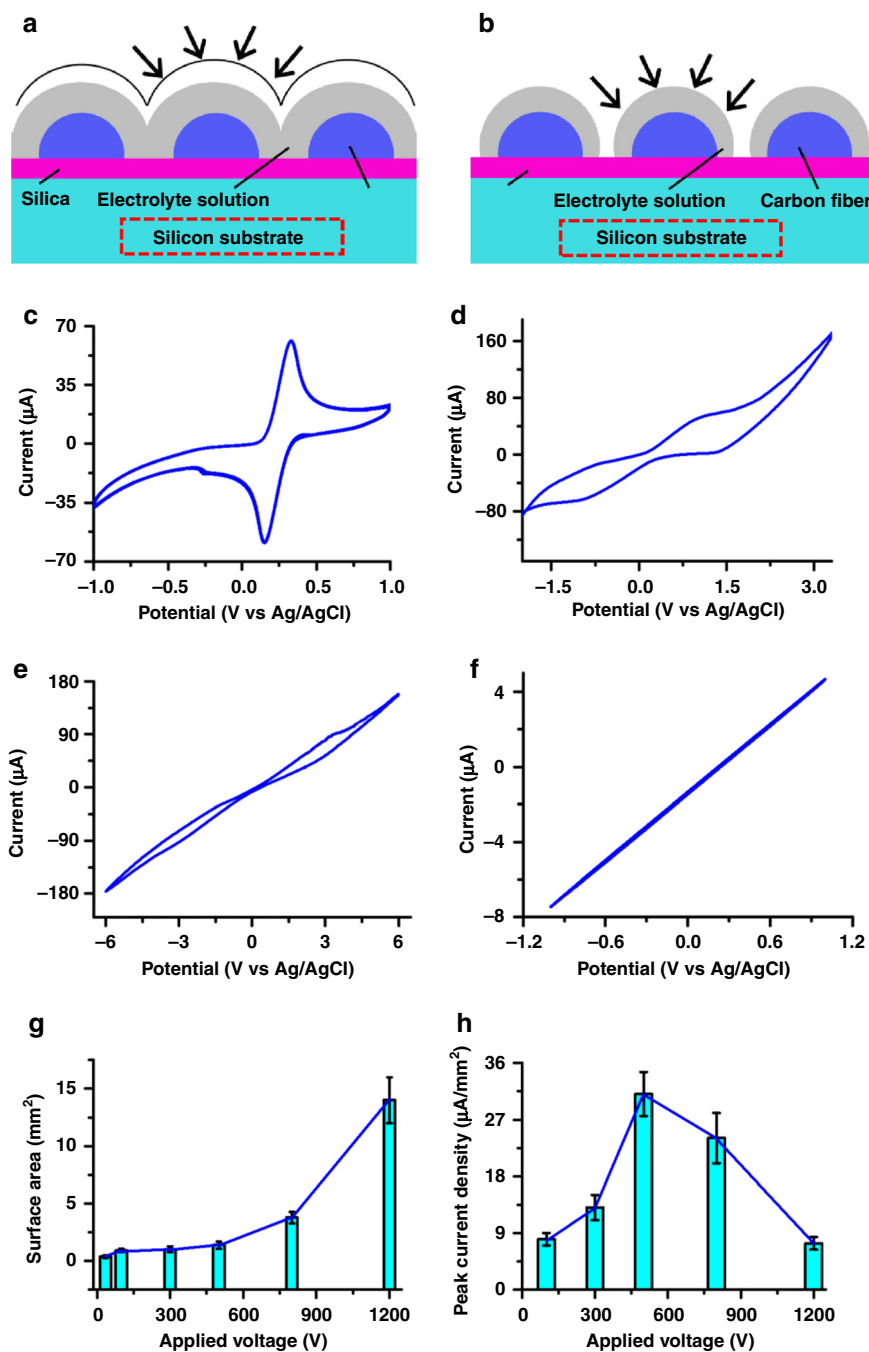 a
b
Silica
Electrolyte solution
Silicon substrate
Electrolyte solution
Carbon fiber
Silicon substrate
c
70
35
0
−35
−70
Current (μA)
−1.0
−0.5
0.0
0.5
1.0
Potential (V vs Ag/AgCl)
d
160
80
0
−80
Current (μA)
−1.5
0.0
1.5
3.0
Potential (V vs Ag/AgCl)
e
180
90
0
−90
−180
Current (μA)
−6
−3
0
3
6
Potential (V vs Ag/AgCl)
f
4
0
−4
−8
Current (μA)
−1.2
−0.6
0.0
0.6
1.2
Potential (V vs Ag/AgCl)
g
15
10
5
0
Surface area (mm²)
0
300
600
900
1200
Applied voltage (V)
h
36
27
18
9
0
Peak current density (μA/mm²)
0
300
600
900
1200
Applied voltage (V)